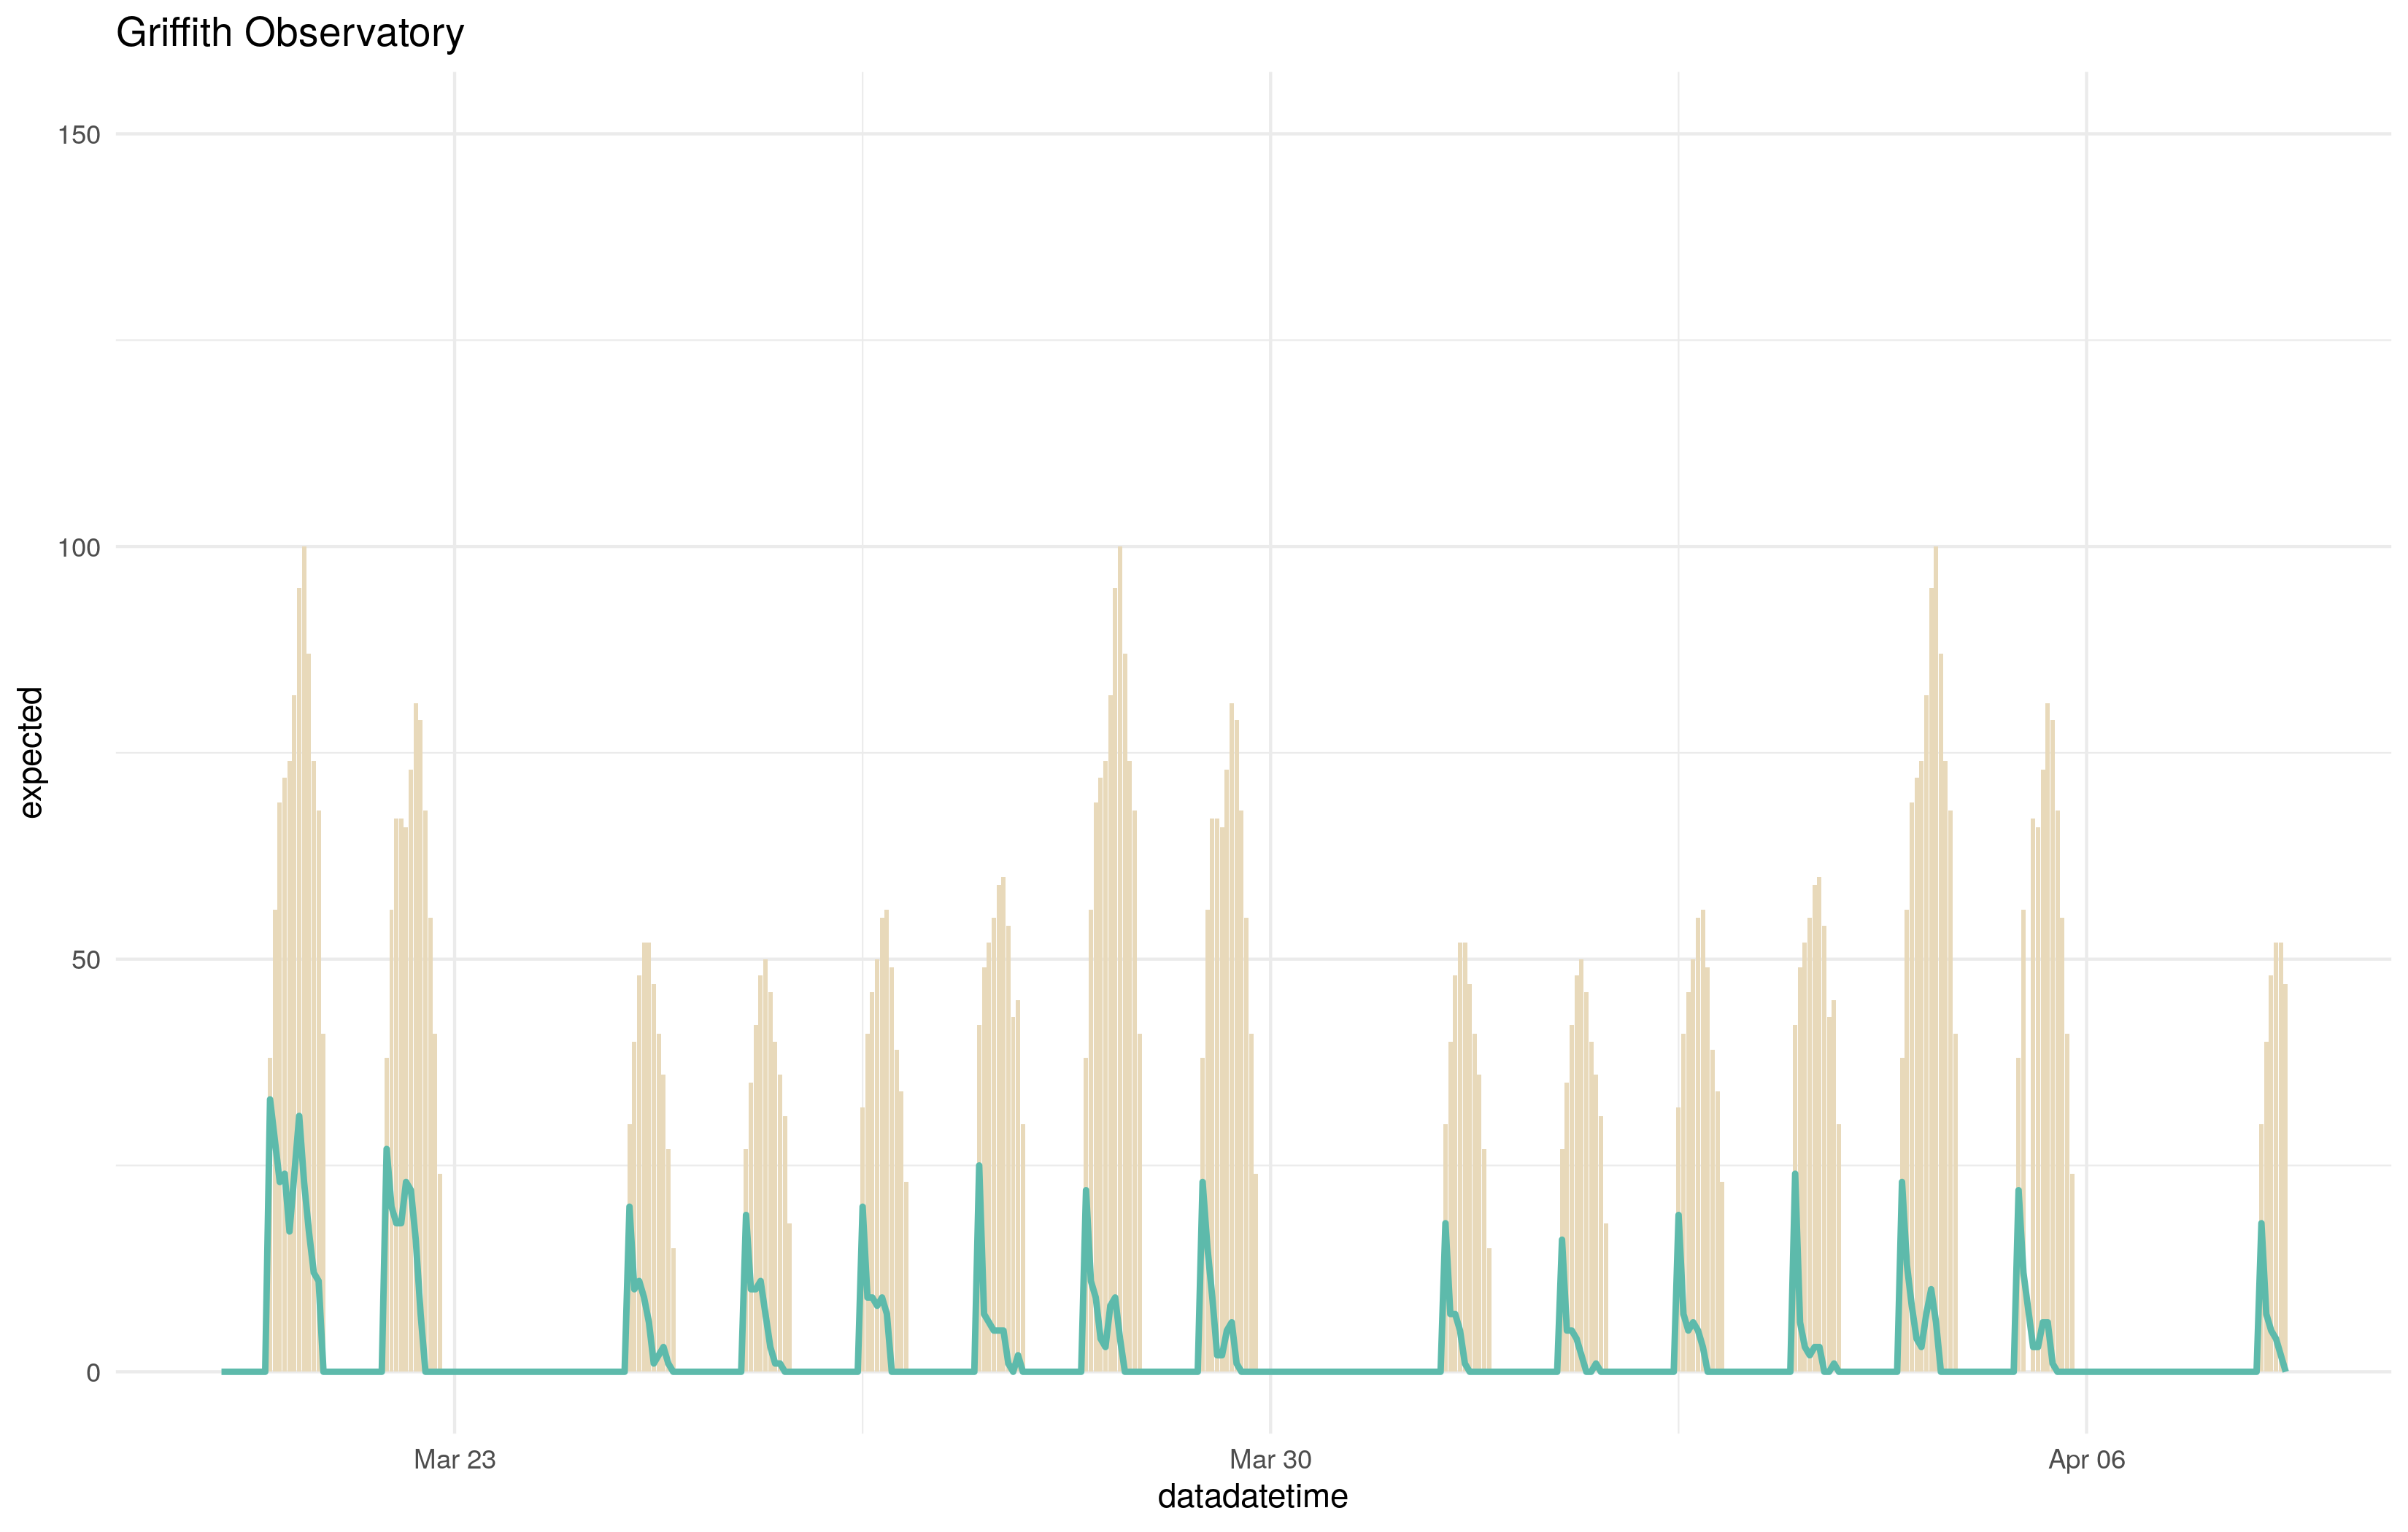 Griffith Observatory
150
100
50
0
expected
Mar 23
Mar 30
Apr 06
datadatetime